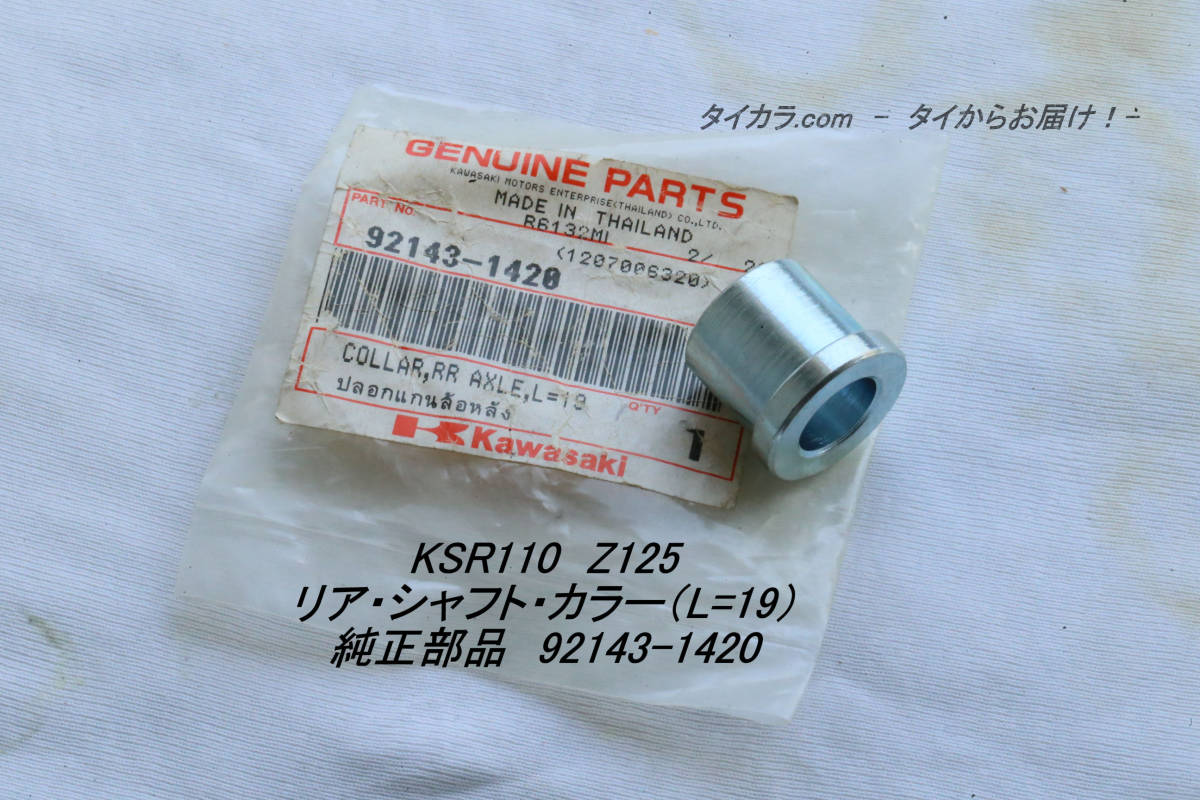 タイカラ.com - タイからお届け！-
GENUINE PARTS
KAWASAKI MOTORS ENTERPRISE(THAILAND) CO.,LTD.
MADE IN THAILAND
PART No.
R6132MI 2/
92143-1420
(1207006320)
COLLAR,RR AXLE,L=19
ปลอกแกนล้อหลัง
Q'TY
1
Kawasaki
KSR110 Z125
リア・シャフト・カラー(L=19)
純正部品 92143-1420